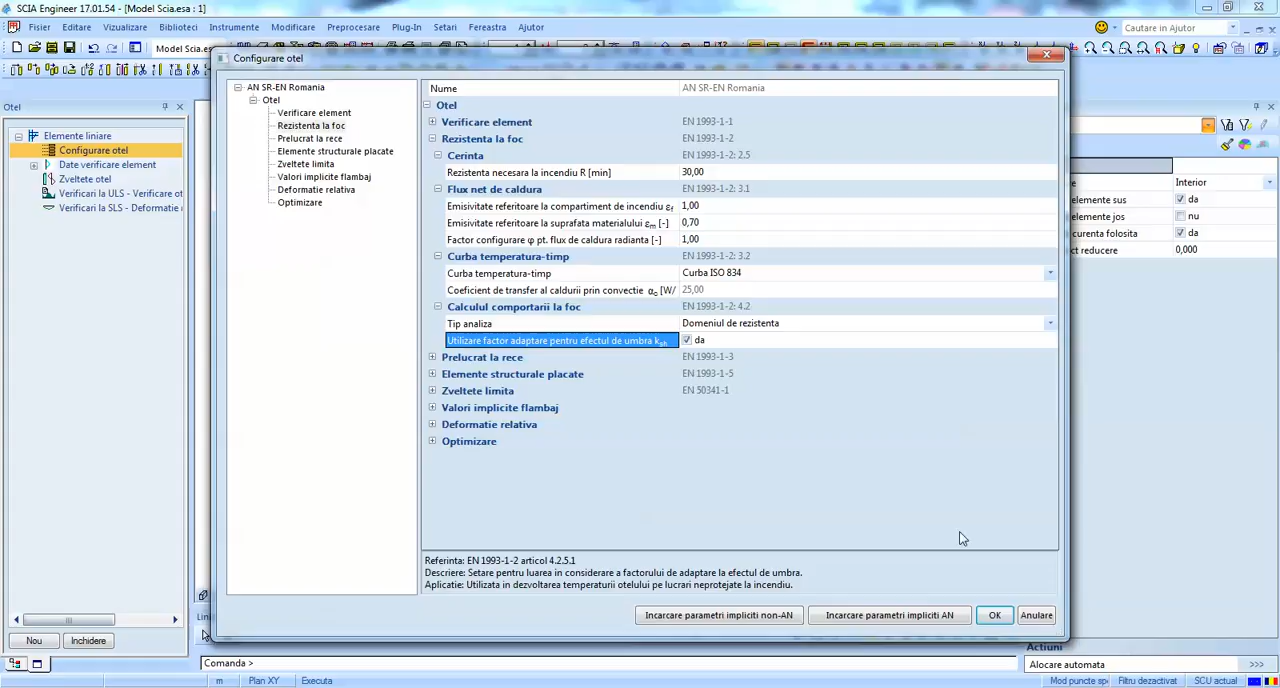 SCIA Engineer 17.01.54 - [Model Scia.esa : 1]
Fisier Editare Vizualizare Biblioteci Instrumente Modificare Preprocesare Plug-In Setari Fereastra Ajutor
Cautare in Ajutor
Model Scia.es
Configurare otel
Otel
Elemente liniare
Configurare otel
Date verificare element
Zveltete otel
Verificari la ULS - Verificare ot
Verificari la SLS - Deformatie r
Nou
Inchidere
AN SR-EN Romania
Otel
Verificare element
Rezistenta la foc
Prelucrat la rece
Elemente structurale placate
Zveltete limita
Valori implicite flambaj
Deformatie relativa
Optimizare
Nume AN SR-EN Romania
Otel
Verificare element EN 1993-1-1
Rezistenta la foc EN 1993-1-2
Cerinta EN 1993-1-2: 2.5
Rezistenta necesara la incendiu R [min] 30,00
Flux net de caldura EN 1993-1-2: 3.1
Emisivitate referitoare la compartiment de incendiu εf 1,00
Emisivitate referitoare la suprafata materialului εm [-] 0,70
Factor configurare φ pt. flux de caldura radianta [-] 1,00
Curba temperatura-timp EN 1993-1-2: 3.2
Curba temperatura-timp Curba ISO 834
Coeficient de transfer al caldurii prin convectie αc [W/ 25,00
Calculul comportarii la foc EN 1993-1-2: 4.2
Tip analiza Domeniul de rezistenta
Utilizare factor adaptare pentru efectul de umbra ksh da
Prelucrat la rece EN 1993-1-3
Elemente structurale placate EN 1993-1-5
Zveltete limita EN 50341-1
Valori implicite flambaj
Deformatie relativa
Optimizare
Referinta: EN 1993-1-2 articol 4.2.5.1
Descriere: Setare pentru luarea in considerare a factorului de adaptare la efectul de umbra.
Aplicatie: Utilizata in dezvoltarea temperaturii otelului pe lucrari neprotejate la incendiu.
Incarcare parametri impliciti non-AN
Incarcare parametri impliciti AN
OK
Anulare
e Interior
elemente sus da
elemente jos nu
curenta folosita da
ct reducere 0,000
Lini
Comanda >
Actiuni
Alocare automata >>>
m Plan XY Executa
Mod puncte sp Filtru dezactivat SCU actual